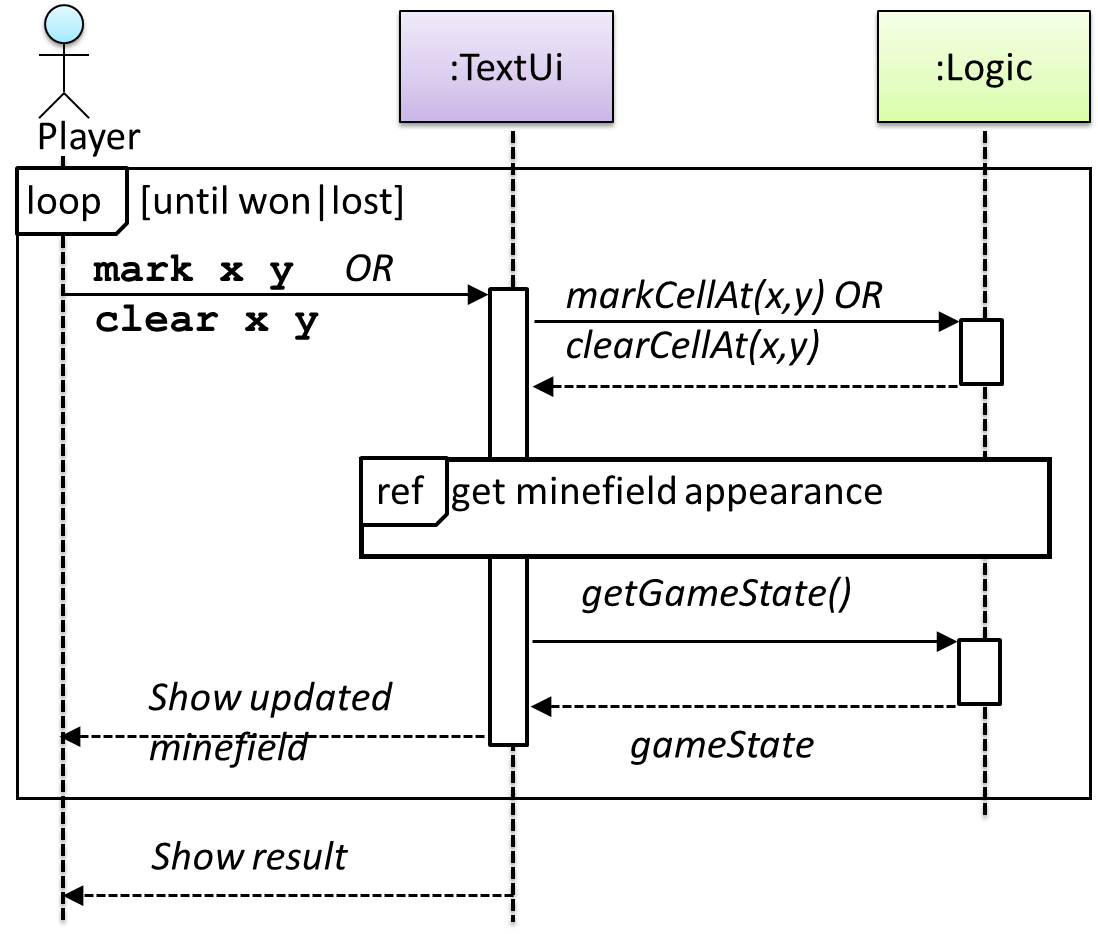 :TextUi
:Logic
Player
loop
[until won|lost]
mark x y OR
clear x y
markCellAt(x,y) OR
clearCellAt(x,y)
ref
get minefield appearance
getGameState()
Show updated
minefield
gameState
Show result